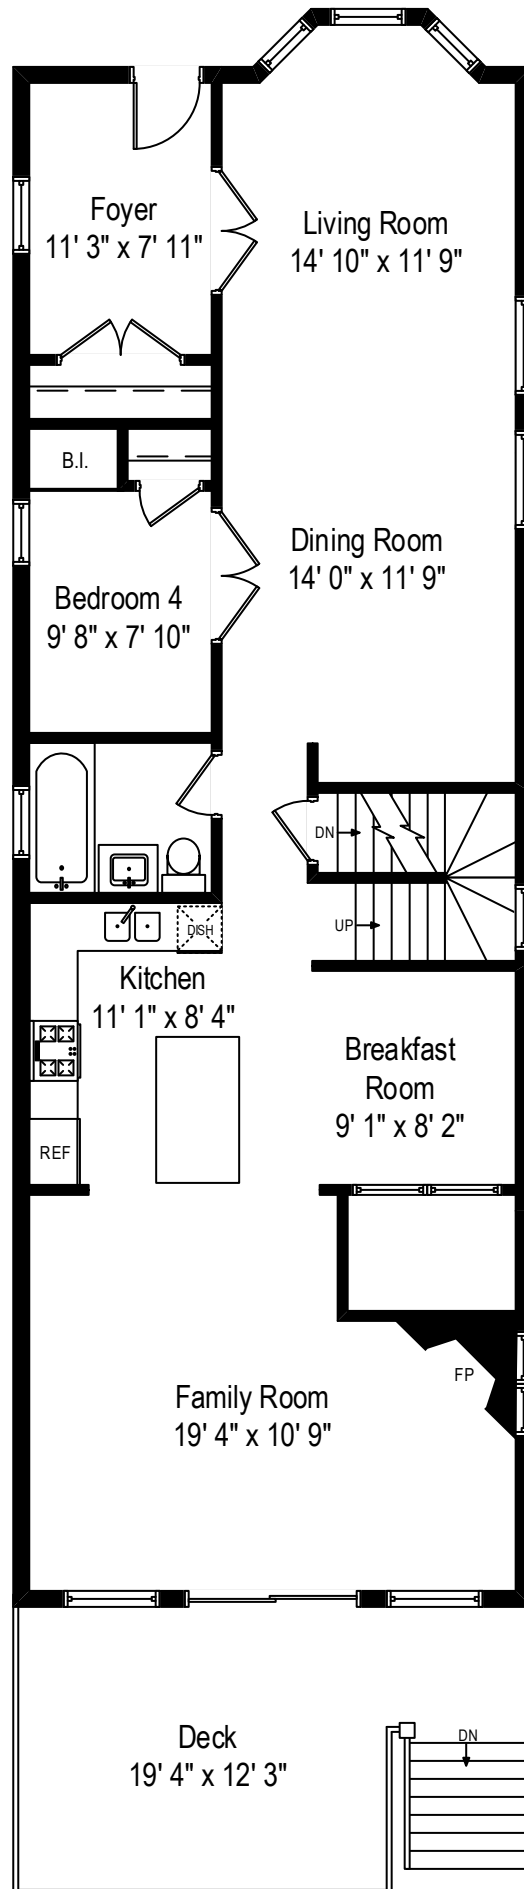 Foyer
11' 3" x 7' 11"
Living Room
14' 10" x 11' 9"
B.I.
Dining Room
14' 0" x 11' 9"
Bedroom 4
9' 8" x 7' 10"
DN
UP
DISH
Kitchen
11' 1" x 8' 4"
Breakfast
Room
9' 1" x 8' 2"
REF
FP
Family Room
19' 4" x 10' 9"
Deck
19' 4" x 12' 3"
DN